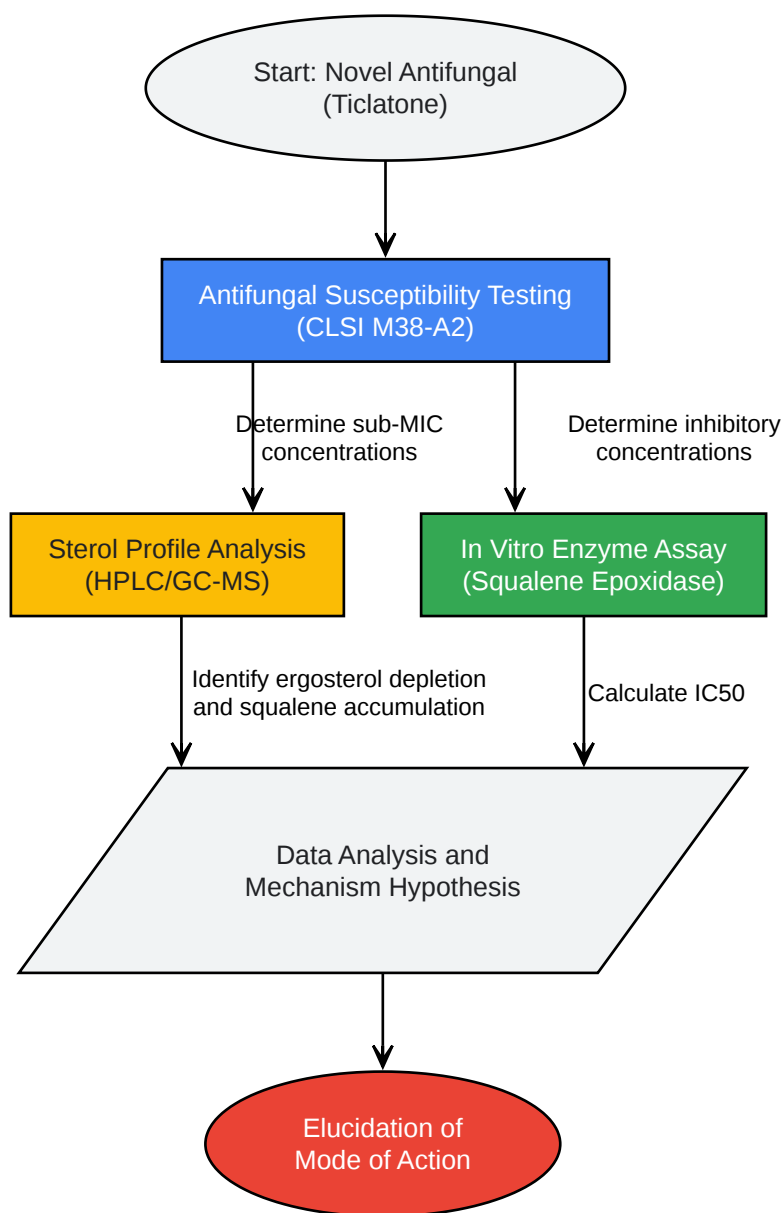 Start: Novel Antifungal
(Ticlatone)
Antifungal Susceptibility Testing
(CLSI M38-A2)
Determine sub-MIC
concentrations
Determine inhibitory
concentrations
Sterol Profile Analysis
(HPLC/GC-MS)
In Vitro Enzyme Assay
(Squalene Epoxidase)
Identify ergosterol depletion
and squalene accumulation
Calculate IC50
Data Analysis and
Mechanism Hypothesis
Elucidation of
Mode of Action